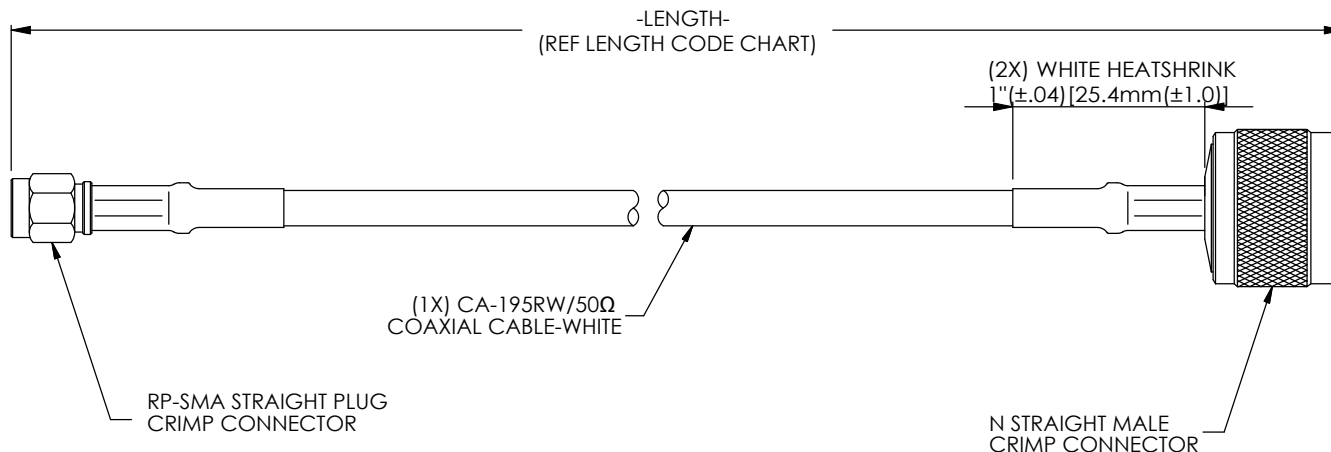 -LENGTH-
(REF LENGTH CODE CHART)
(2X) WHITE HEATSHRINK
1"(±.04)[25.4mm(±1.0)]
(1X) CA-195RW/50Ω
COAXIAL CABLE-WHITE
RP-SMA STRAIGHT PLUG
CRIMP CONNECTOR
N STRAIGHT MALE
CRIMP CONNECTOR